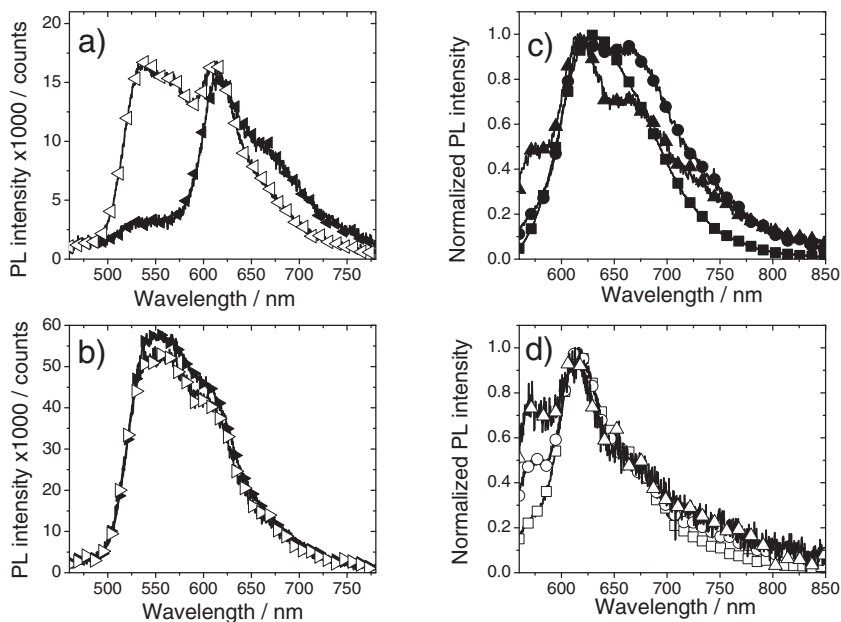 a)
PL intensity x1000 / counts
20
15
10
5
0
500 550 600 650 700 750
Wavelength / nm
b)
PL intensity x1000 / counts
60
50
40
30
20
10
0
500 550 600 650 700 750
Wavelength / nm
c)
Normalized PL intensity
1.0
0.8
0.6
0.4
0.2
0.0
600 650 700 750 800 850
Wavelength / nm
d)
Normalized PL intensity
1.0
0.8
0.6
0.4
0.2
600 650 700 750 800 850
Wavelength / nm